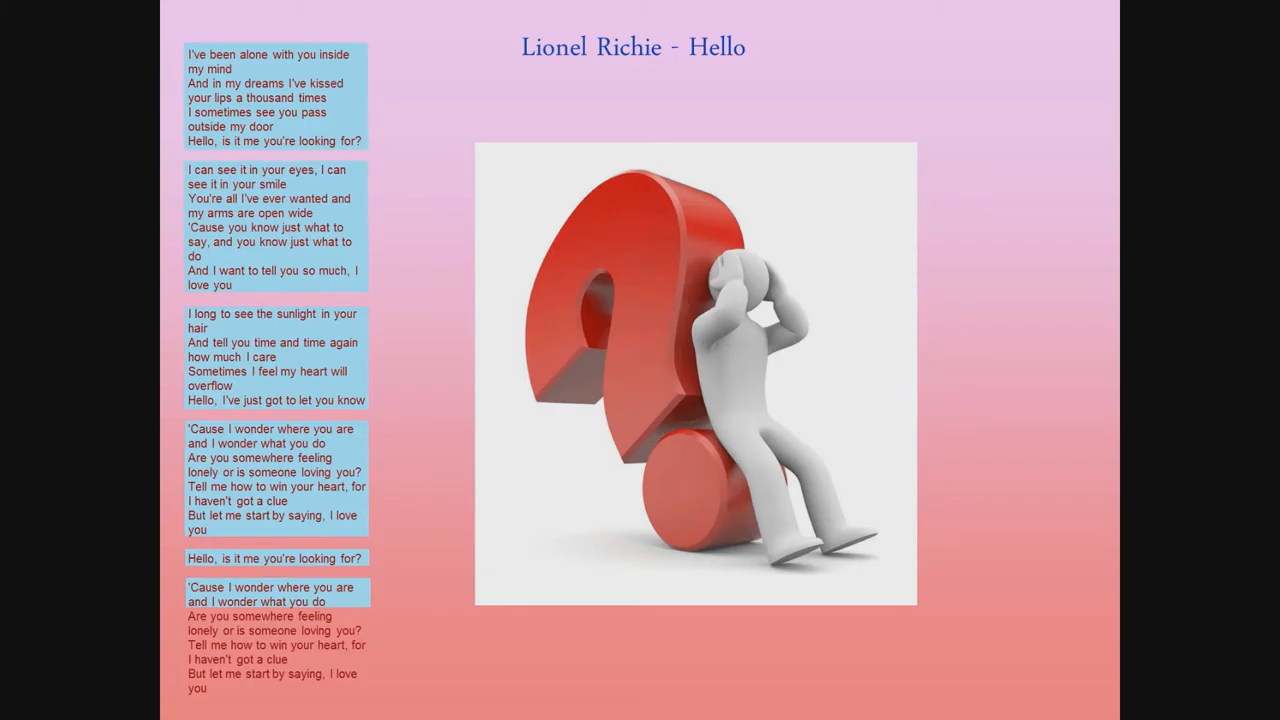 Lionel Richie - Hello
I've been alone with you inside
my mind
And in my dreams I've kissed
your lips a thousand times
I sometimes see you pass
outside my door
Hello, is it me you're looking for?
I can see it in your eyes, I can
see it in your smile
You're all I've ever wanted and
my arms are open wide
'Cause you know just what to
say, and you know just what to
do
And I want to tell you so much, I
love you
I long to see the sunlight in your
hair
And tell you time and time again
how much I care
Sometimes I feel my heart will
overflow
Hello, I've just got to let you know
'Cause I wonder where you are
and I wonder what you do
Are you somewhere feeling
lonely or is someone loving you?
Tell me how to win your heart, for
I haven't got a clue
But let me start by saying, I love
you
Hello, is it me you're looking for?
'Cause I wonder where you are
and I wonder what you do
Are you somewhere feeling
lonely or is someone loving you?
Tell me how to win your heart, for
I haven't got a clue
But let me start by saying, I love
you